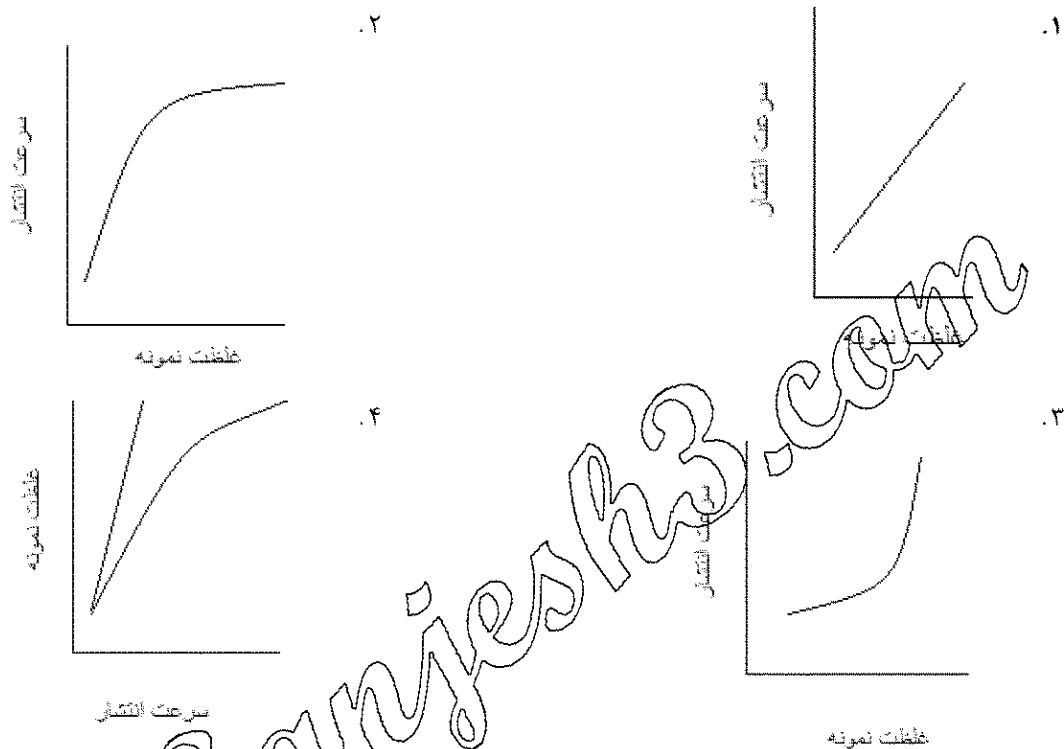 ۱.
سرعت انتشار
غلظت نمونه
۲.
سرعت انتشار
غلظت نمونه
۳.
سرعت انتشار
غلظت نمونه
۴.
غلظت نمونه
سرعت انتشار
Sanjesh3.com